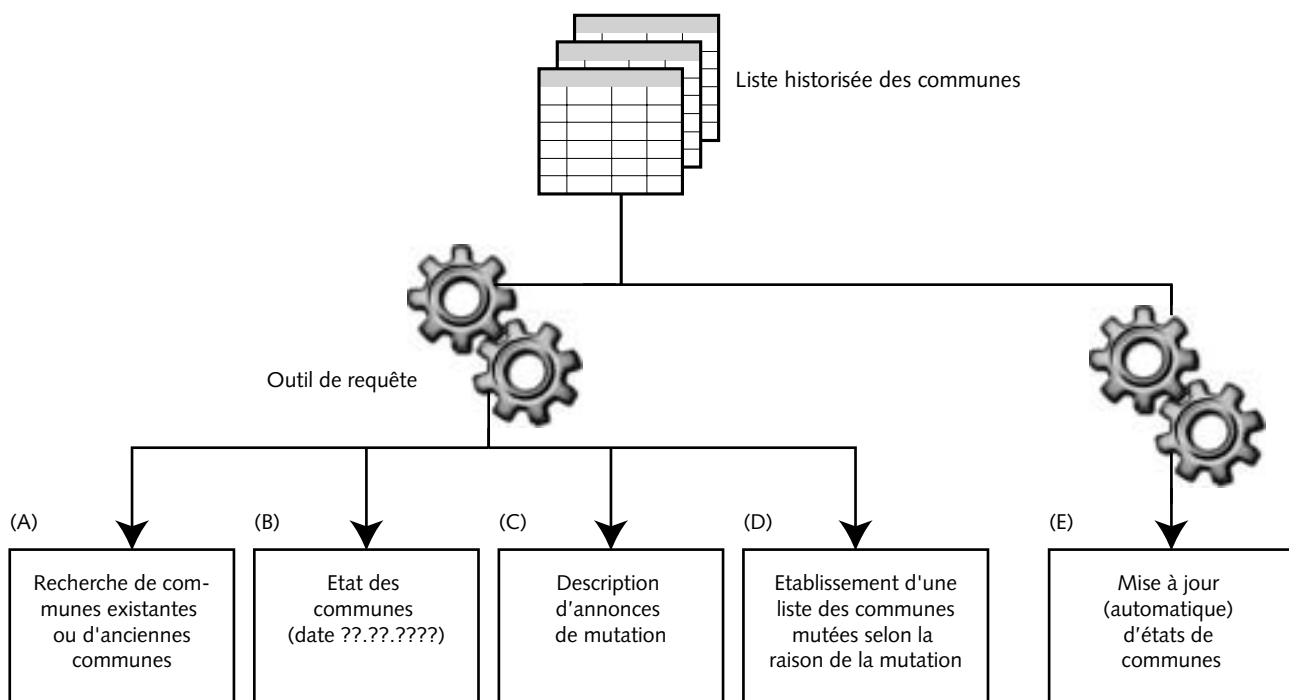 Liste historisée des communes
Outil de requête
(A)
Recherche de com-
munes existantes
ou d'anciennes
communes
(B)
Etat des
communes
(date ??.??.????)
(C)
Description
d’annonces
de mutation
(D)
Etablissement d'une
liste des communes
mutées selon la
raison de la mutation
(E)
Mise à jour
(automatique)
d’états de
communes